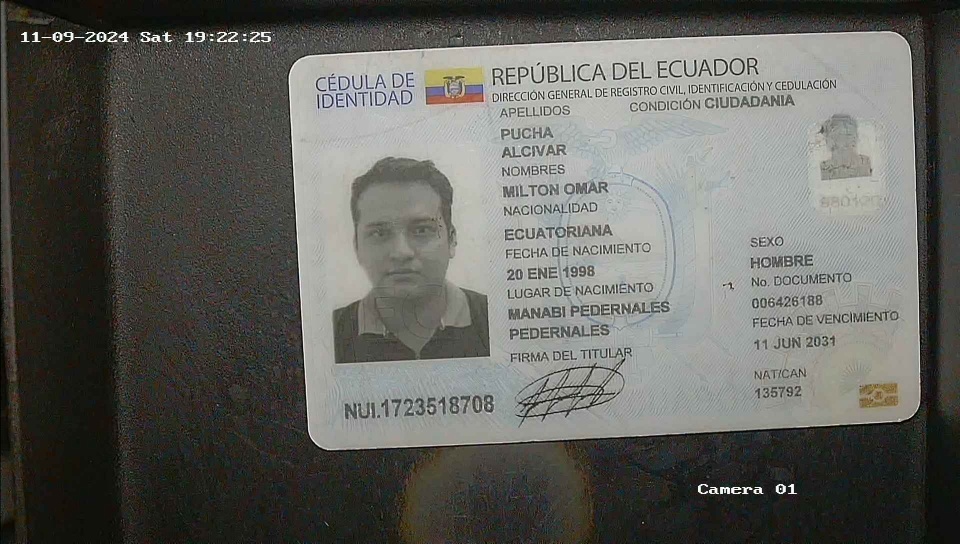 11-09-2024 Sat 19:22:25
CÉDULA DE
IDENTIDAD
REPÚBLICA DEL ECUADOR
DIRECCIÓN GENERAL DE REGISTRO CIVIL, IDENTIFICACIÓN Y CEDULACIÓN
APELLIDOS
CONDICIÓN CIUDADANIA
PUCHA
ALCIVAR
NOMBRES
MILTON OMAR
NACIONALIDAD
ECUATORIANA
FECHA DE NACIMIENTO
20 ENE 1998
LUGAR DE NACIMIENTO
MANABI PEDERNALES
PEDERNALES
FIRMA DEL TITULAR
SEXO
HOMBRE
No. DOCUMENTO
006426188
FECHA DE VENCIMIENTO
11 JUN 2031
NAT/CAN
135792
NUI.1723518708
Camera 01